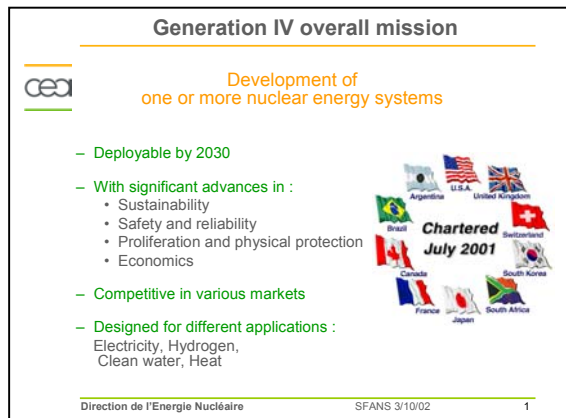 Generation IV overall mission
cea
Development of
one or more nuclear energy systems
– Deployable by 2030
– With significant advances in :
• Sustainability
• Safety and reliability
• Proliferation and physical protection
• Economics
– Competitive in various markets
– Designed for different applications :
Electricity, Hydrogen,
Clean water, Heat
U.S.A.
Argentina
United Kingdom
Brazil
Switzerland
Chartered
July 2001
Canada
South Korea
France
Japan
South Africa
Direction de l'Energie Nucléaire SFANS 3/10/02 1